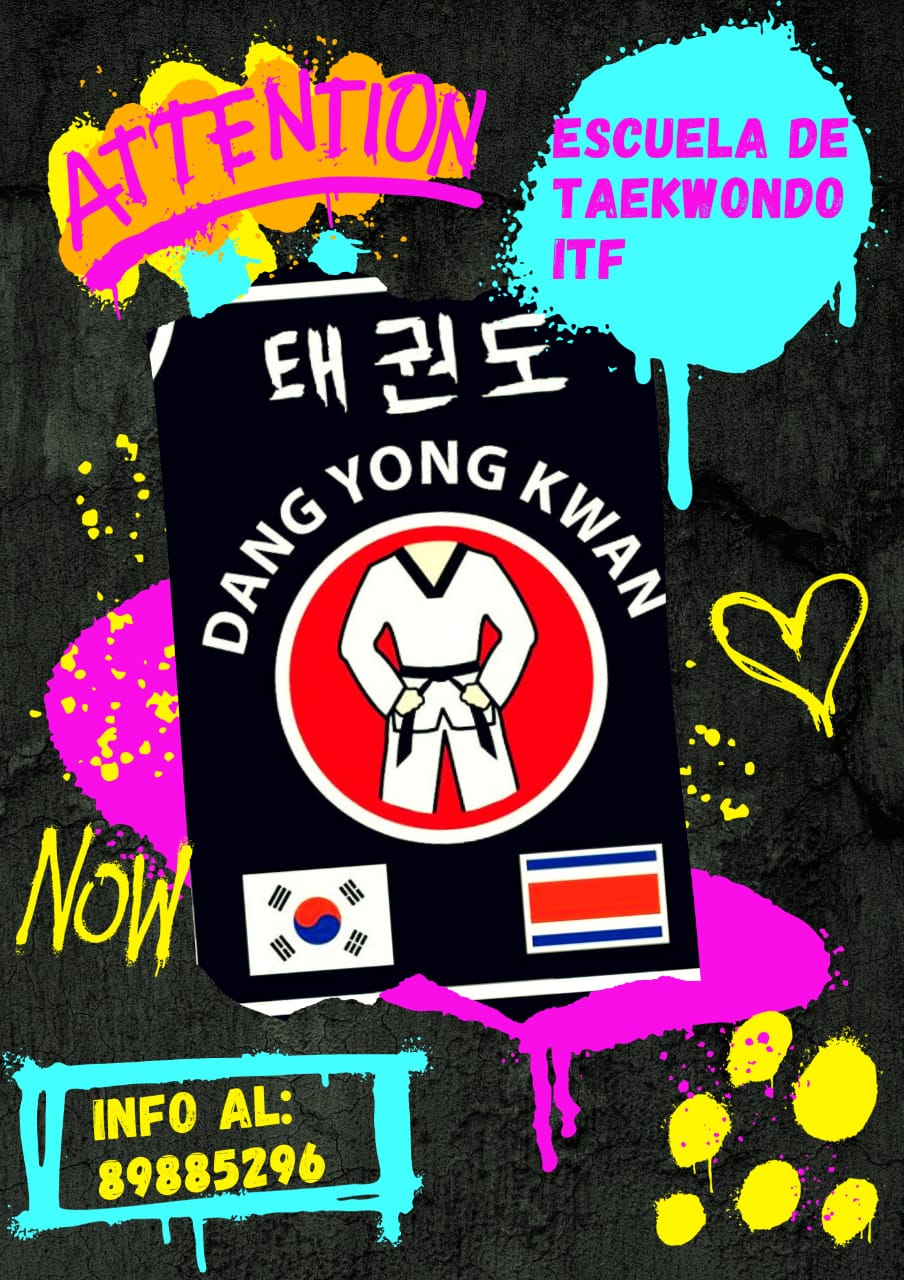 ATTENTION
ESCUELA DE
TAEKWONDO
ITF
태권도
DANG YONG KWAN
NOW
INFO AL:
89885296